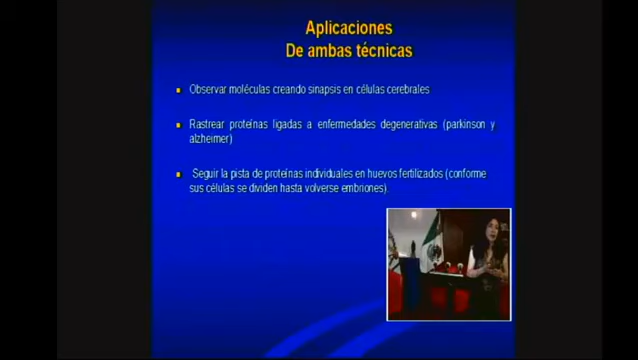 Aplicaciones
De ambas técnicas
Observar moléculas creando sinapsis en células cerebrales
Rastrear proteínas ligadas a enfermedades degenerativas (parkinson y
alzheimer)
Seguir la pista de proteínas individuales en huevos fertilizados (conforme
sus células se dividen hasta volverse embriones).